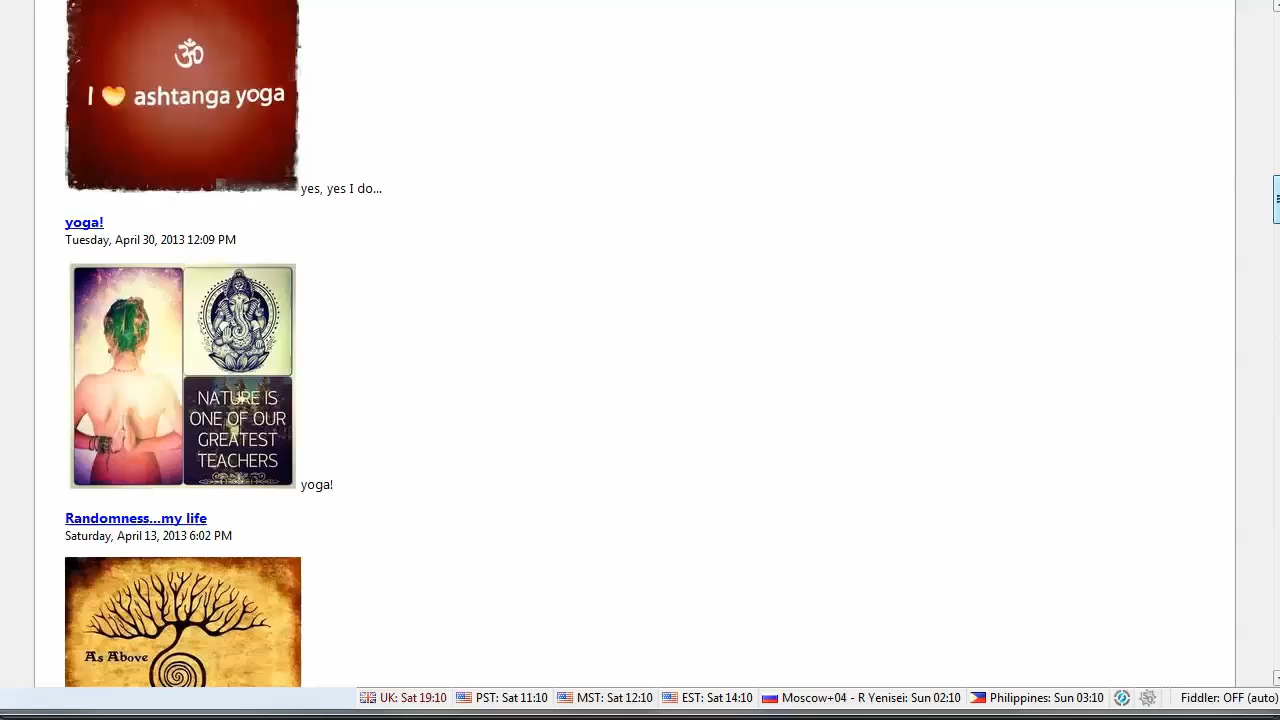 ॐ
I ashtanga yoga
yes, yes I do...
yoga!
Tuesday, April 30, 2013 12:09 PM
NATURE IS
ONE OF OUR
GREATEST
TEACHERS
yoga!
Randomness...my life
Saturday, April 13, 2013 6:02 PM
As Above
UK: Sat 19:10 PST: Sat 11:10 MST: Sat 12:10 EST: Sat 14:10 Moscow+04 - R Yenisei: Sun 02:10 Philippines: Sun 03:10 Fiddler: OFF (auto)